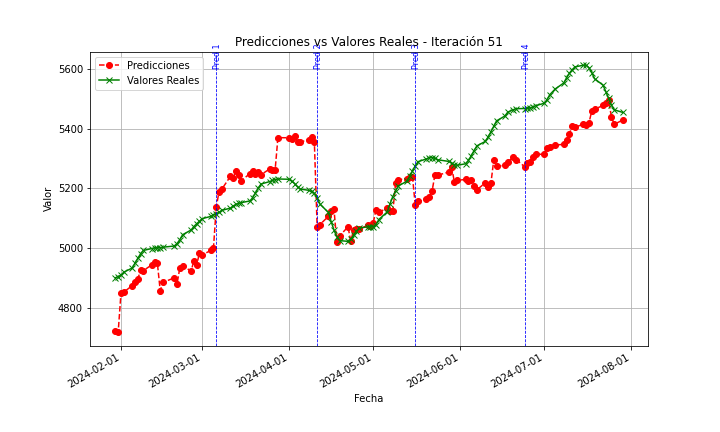 Predicciones vs Valores Reales - Iteración 51
Pred 1
Pred 2
Pred 3
Pred 4
Predicciones
Valores Reales
Valor
5600
5400
5200
5000
4800
2024-02-01
2024-03-01
2024-04-01
2024-05-01
2024-06-01
2024-07-01
2024-08-01
Fecha